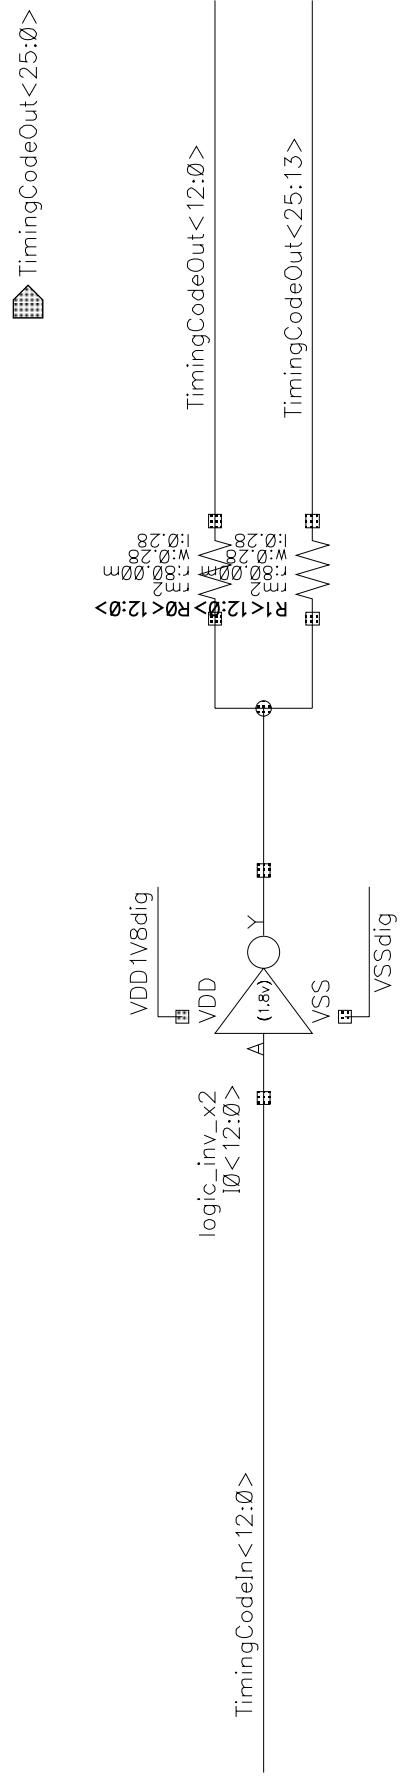 TimingCodeOut<25:0>
TimingCodeOut<12:0>
TimingCodeOut<25:13>
R0<12:0>
rm2
r:80.00m
w:0.28
l:0.28
R1<12:0>
rm2
r:80.00m
w:0.28
l:0.28
VDD1V8dig
VDD
Y
(1.8v)
A
VSS
VSSdig
logic_inv_x2
I0<12:0>
TimingCodeIn<12:0>